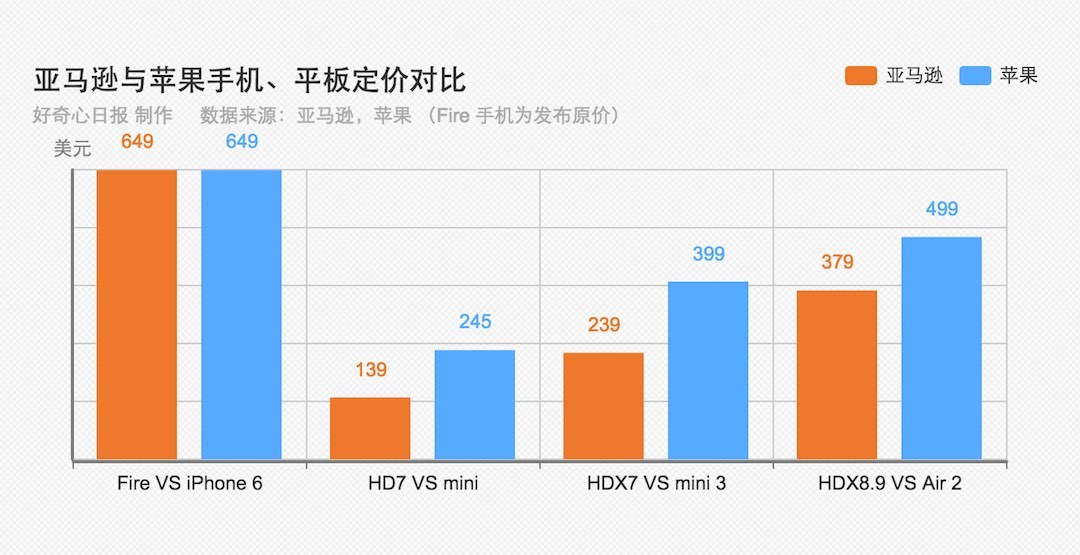 亚马逊与苹果手机、平板定价对比
亚马逊 苹果
好奇心日报 制作 数据来源：亚马逊，苹果 （Fire 手机为发布原价）
美元
649 649
139 245
239 399
379 499
Fire VS iPhone 6
HD7 VS mini
HDX7 VS mini 3
HDX8.9 VS Air 2